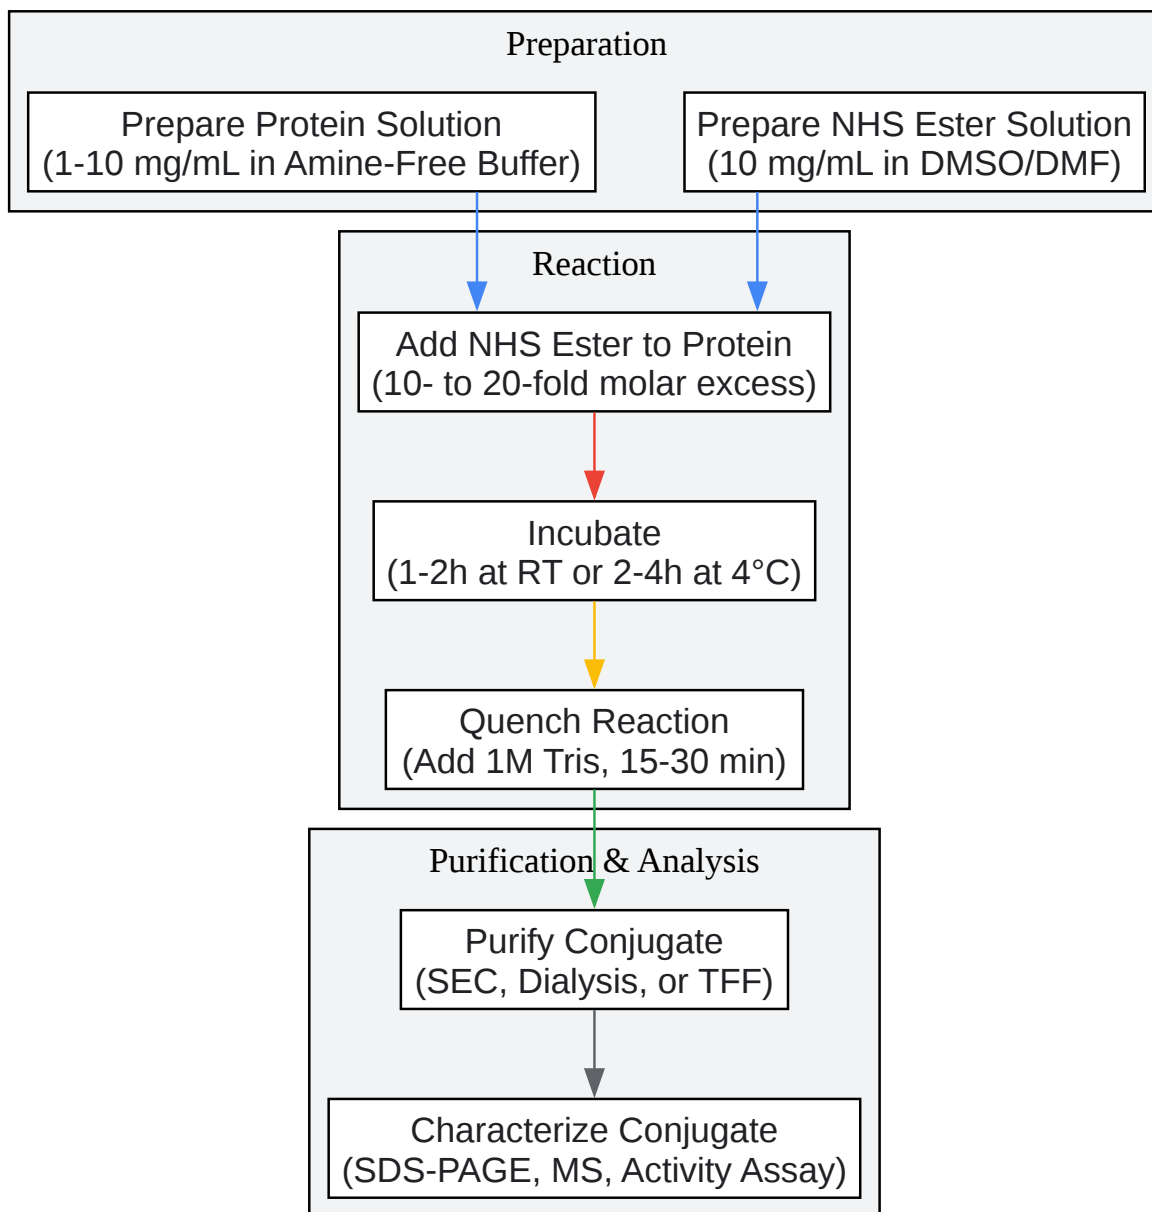 Preparation
Prepare Protein Solution
(1-10 mg/mL in Amine-Free Buffer)
Prepare NHS Ester Solution
(10 mg/mL in DMSO/DMF)
Reaction
Add NHS Ester to Protein
(10- to 20-fold molar excess)
Incubate
(1-2h at RT or 2-4h at 4°C)
Quench Reaction
(Add 1M Tris, 15-30 min)
Purification & Analysis
Purify Conjugate
(SEC, Dialysis, or TFF)
Characterize Conjugate
(SDS-PAGE, MS, Activity Assay)